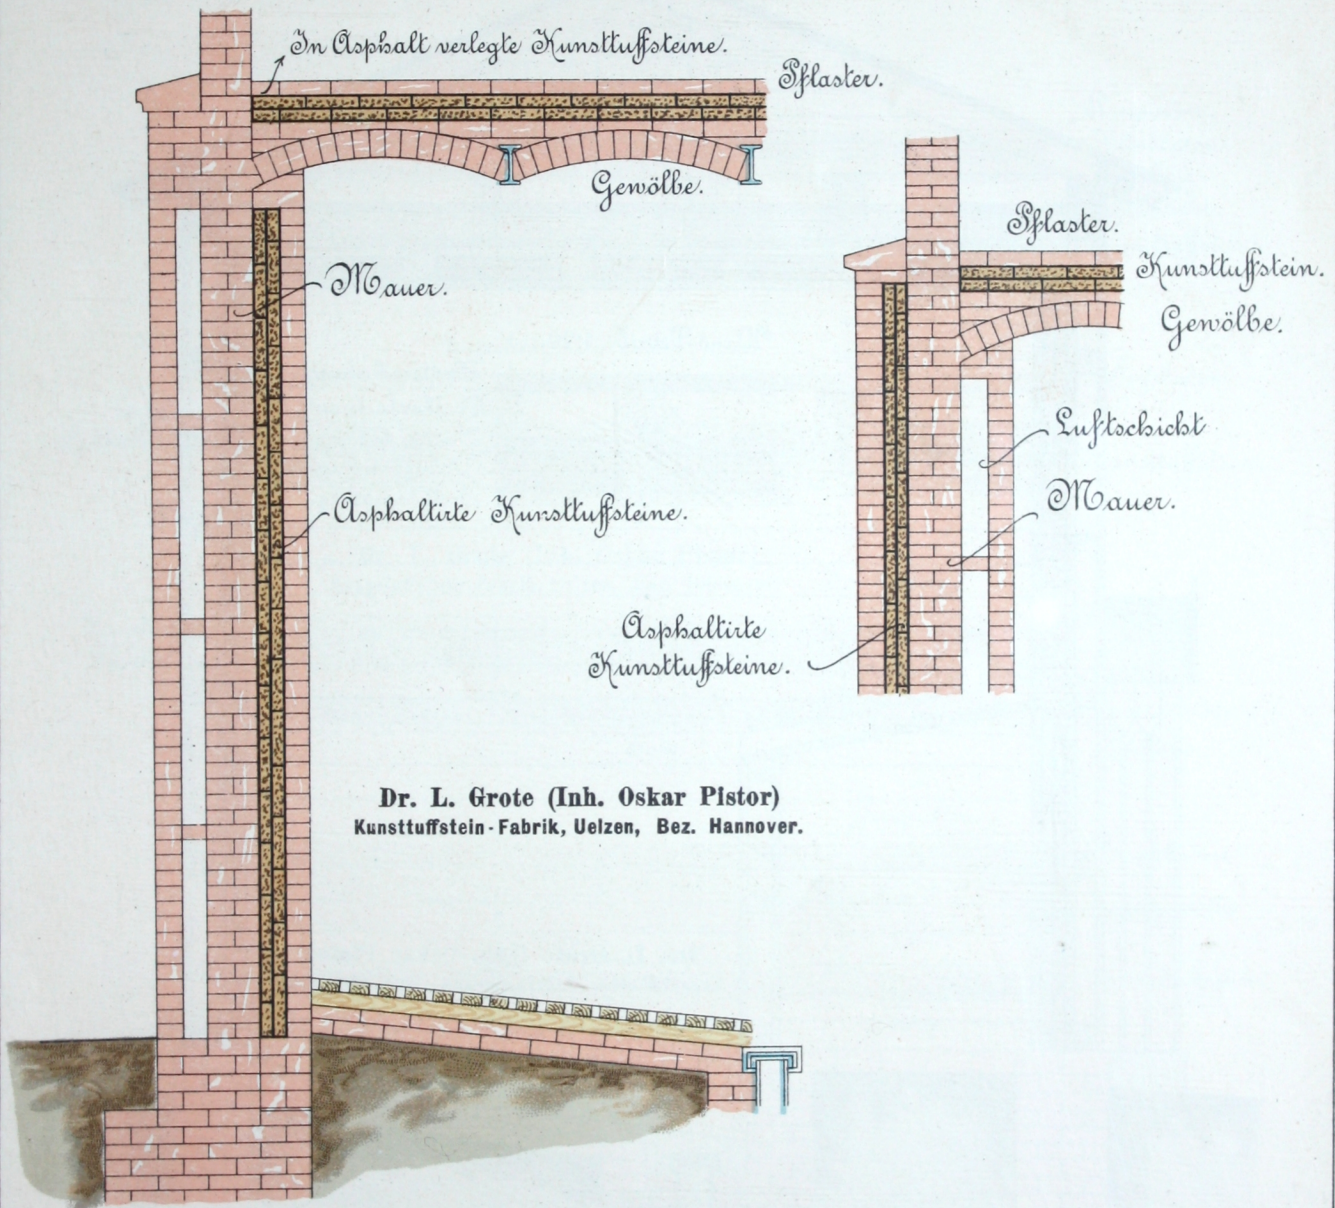 In Asphalt verlegte Kunsttuffsteine.
Pflaster.
Gewölbe.
Mauer.
Asphaltirte Kunsttuffsteine.
Pflaster.
Kunsttuffstein.
Gewölbe.
Luftschicht
Mauer.
Asphaltirte
Kunsttuffsteine.
Dr. L. Grote (Inh. Oskar Pistor)
Kunsttuffstein-Fabrik, Uelzen, Bez. Hannover.